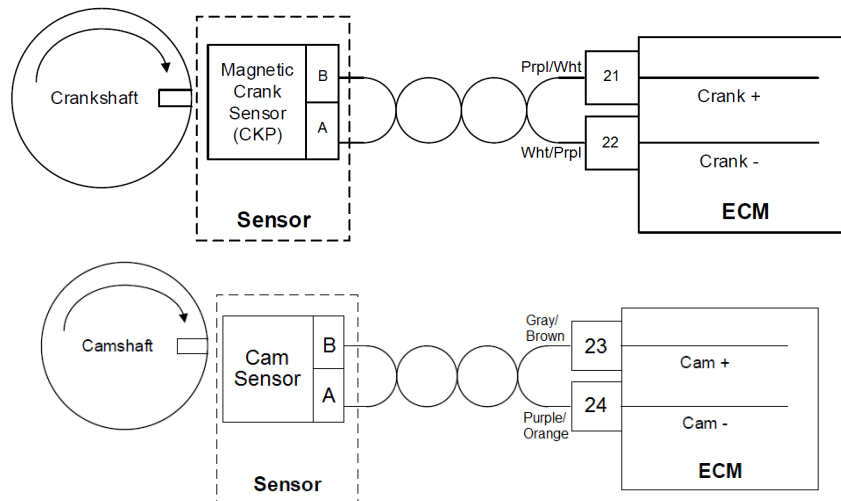 Crankshaft
Magnetic
Crank
Sensor
(CKP)
B
A
Sensor
Prpl/Wht
Wht/Prpl
21
22
Crank +
Crank -
ECM
Camshaft
Cam
Sensor
B
A
Sensor
Gray/
Brown
Purple/
Orange
23
24
Cam +
Cam -
ECM